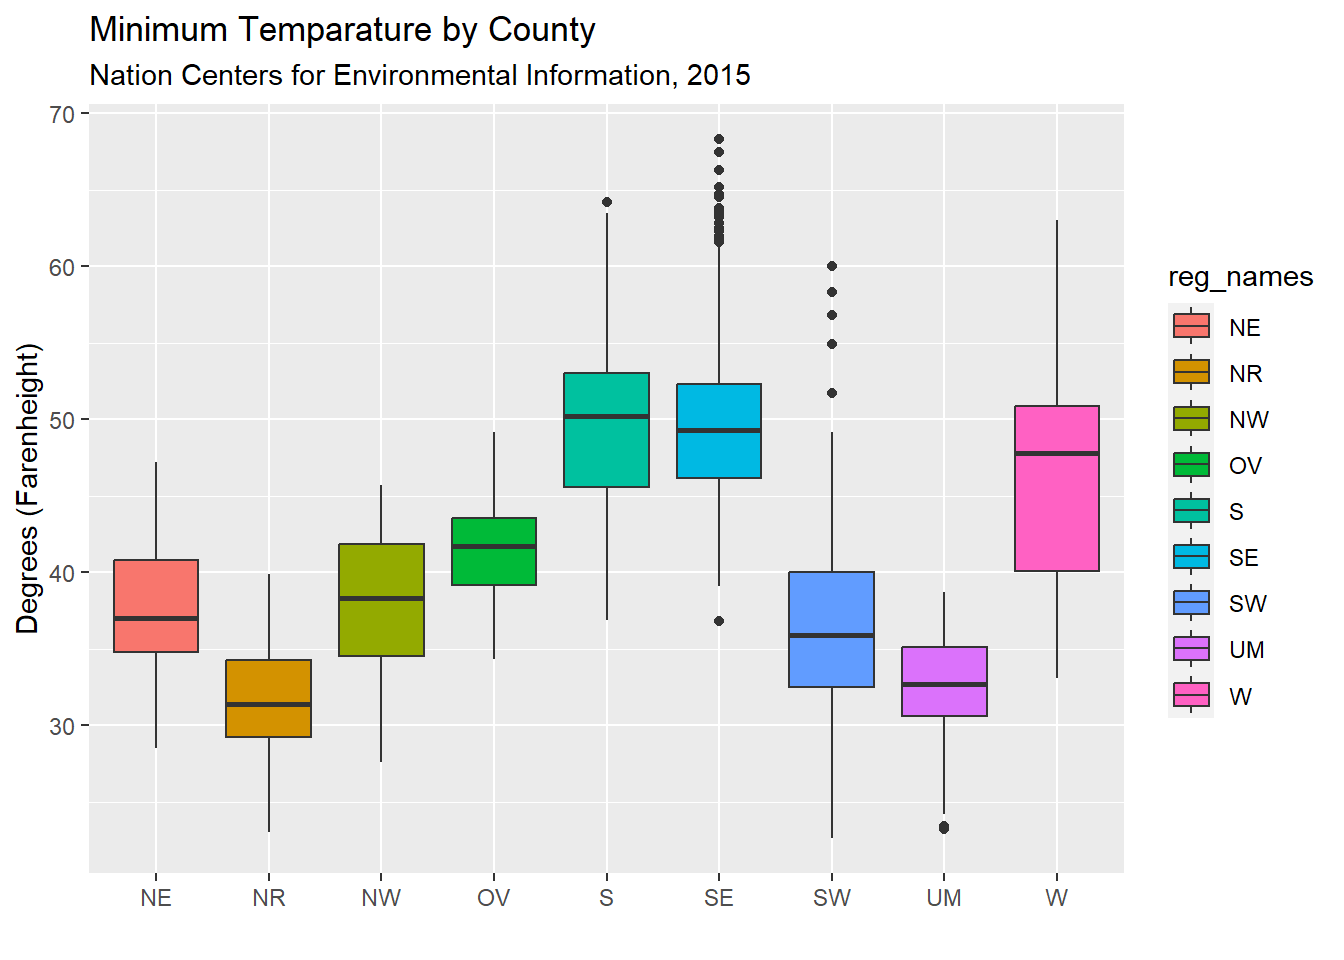 Minimum Temparature by County
Nation Centers for Environmental Information, 2015
Degrees (Farenheight)
70
60
50
40
30
NE NR NW OV S SE SW UM W
reg_names
NE
NR
NW
OV
S
SE
SW
UM
W